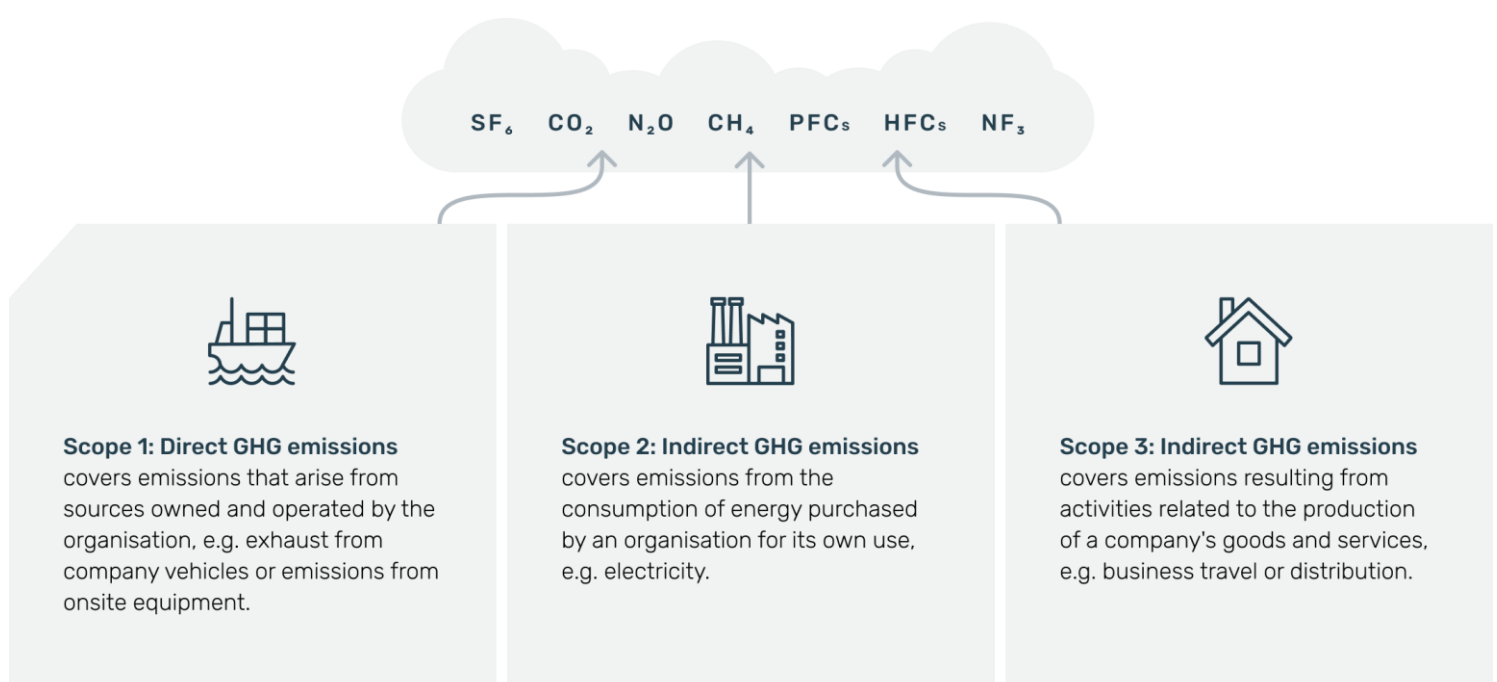 SF₆ CO₂ N₂O CH₄ PFCs HFCs NF₃
Scope 1: Direct GHG emissions
covers emissions that arise from
sources owned and operated by the
organisation, e.g. exhaust from
company vehicles or emissions from
onsite equipment.
Scope 2: Indirect GHG emissions
covers emissions from the
consumption of energy purchased
by an organisation for its own use,
e.g. electricity.
Scope 3: Indirect GHG emissions
covers emissions resulting from
activities related to the production
of a company's goods and services,
e.g. business travel or distribution.